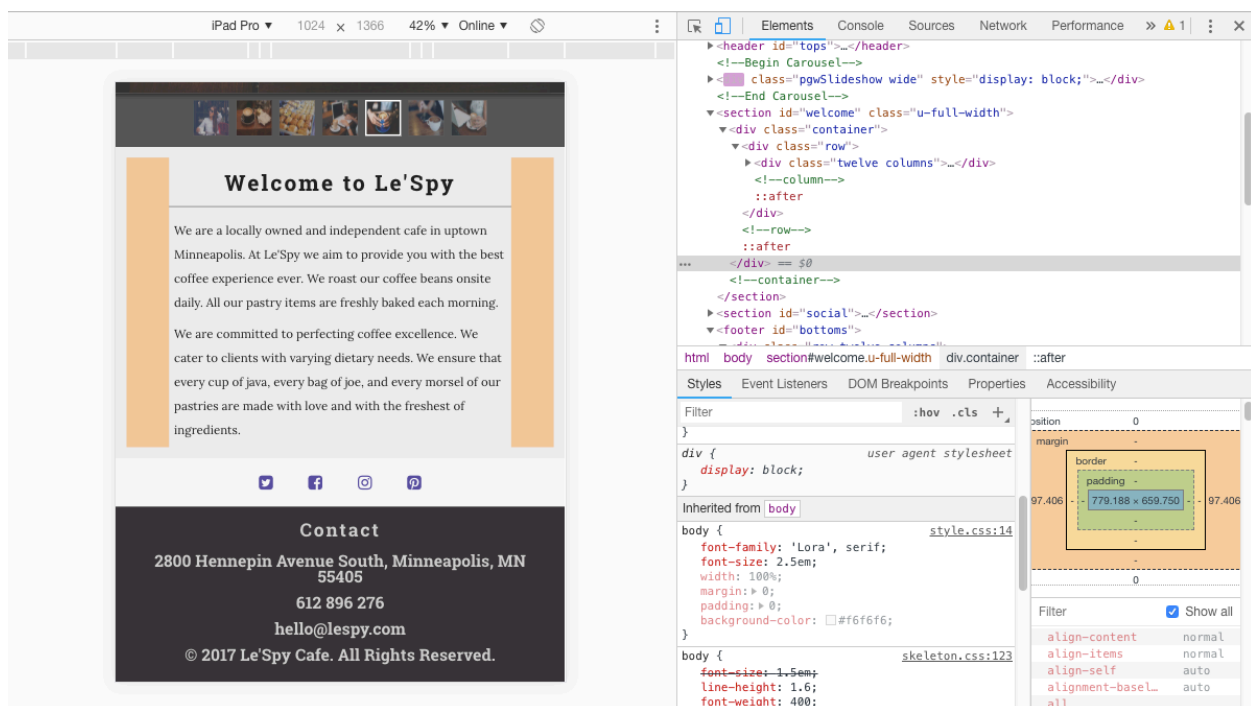 iPad Pro ▼ 1024 x 1366 42% ▼ Online ▼
Elements Console Sources Network Performance » 1
▶<header id="tops">…</header>
<!--Begin Carousel-->
▶< class="pgwSlideshow wide" style="display: block;">…</div>
<!--End Carousel-->
▼<section id="welcome" class="u-full-width">
▼<div class="container">
▼<div class="row">
▶<div class="twelve columns">…</div>
<!--column-->
::after
</div>
<!--row-->
::after
… </div> == $0
<!--container-->
</section>
▶<section id="social">…</section>
▼<footer id="bottoms">
html body section#welcome.u-full-width div.container ::after
Styles Event Listeners DOM Breakpoints Properties Accessibility
Filter :hov .cls +
}
div { user agent stylesheet
display: block;
}
Inherited from body
body { style.css:14
font-family: 'Lora', serif;
font-size: 2.5em;
width: 100%;
margin:▶ 0;
padding:▶ 0;
background-color: #f6f6f6;
}
body { skeleton.css:123
font-size: 1.5em;
line-height: 1.6;
font-weight: 400;
osition 0
margin -
border -
padding -
97.406 - - 779.188 × 659.750 - - 97.406
-
-
-
0
Filter Show all
align-content normal
align-items normal
align-self auto
alignment-basel… auto
all
Welcome to Le'Spy
We are a locally owned and independent cafe in uptown
Minneapolis. At Le'Spy we aim to provide you with the best
coffee experience ever. We roast our coffee beans onsite
daily. All our pastry items are freshly baked each morning.
We are committed to perfecting coffee excellence. We
cater to clients with varying dietary needs. We ensure that
every cup of java, every bag of joe, and every morsel of our
pastries are made with love and with the freshest of
ingredients.
Contact
2800 Hennepin Avenue South, Minneapolis, MN
55405
612 896 276
hello@lespy.com
© 2017 Le'Spy Cafe. All Rights Reserved.